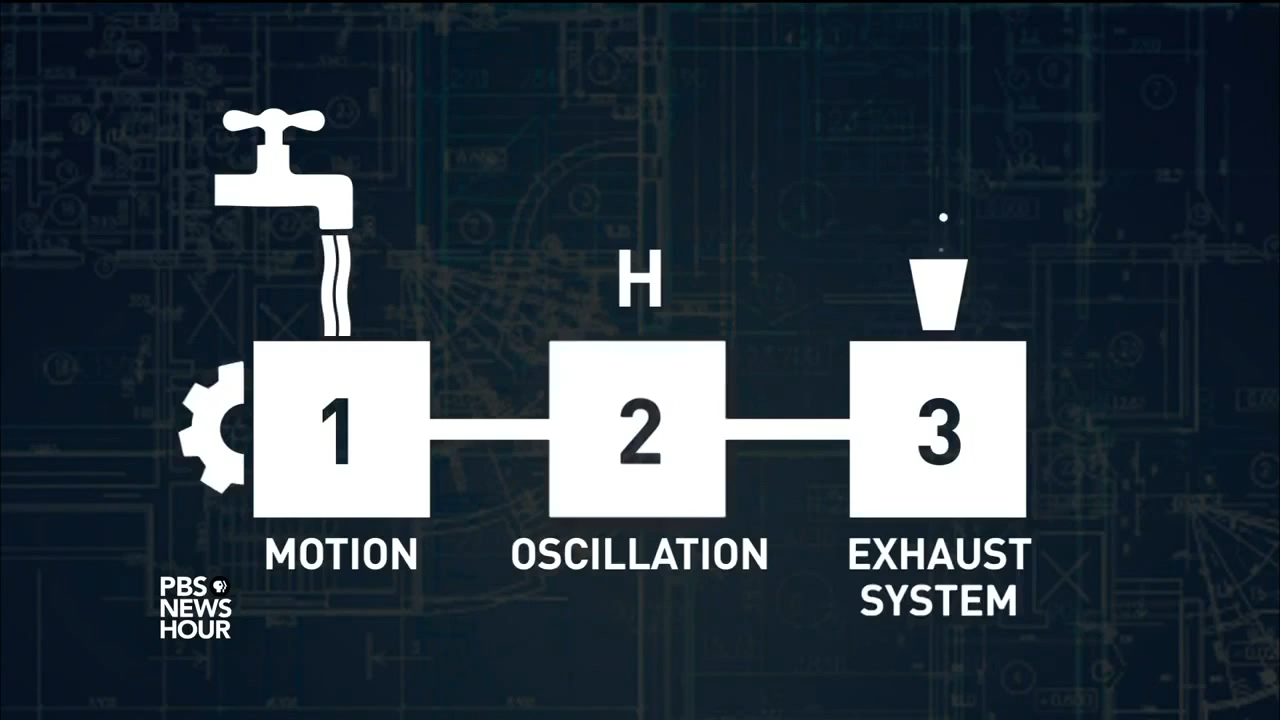 H
1
2
3
MOTION
OSCILLATION
EXHAUST
SYSTEM
PBS
NEWS
HOUR